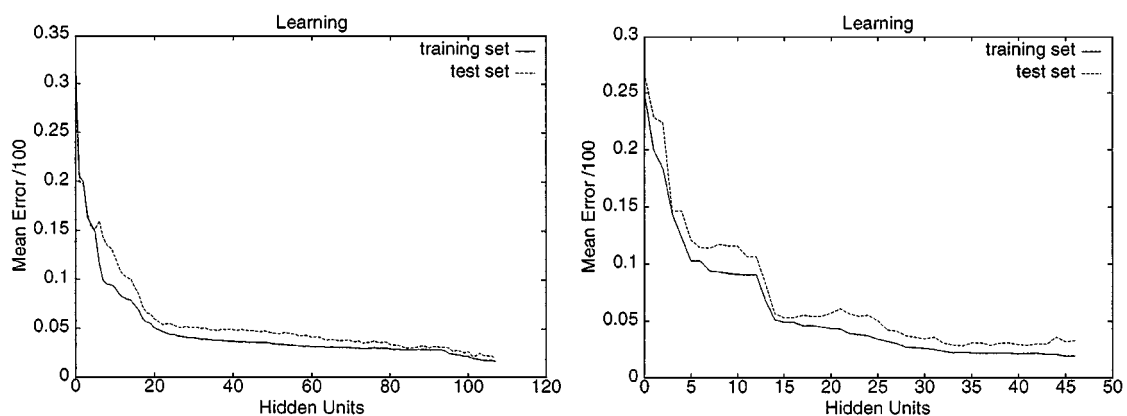 Learning
0.35
0.3
0.25
0.2
0.15
0.1
0.05
0
Mean Error /100
training set
test set
0 20 40 60 80 100 120
Hidden Units
Learning
0.3
0.25
0.2
0.15
0.1
0.05
0
Mean Error /100
training set
test set
0 5 10 15 20 25 30 35 40 45 50
Hidden Units